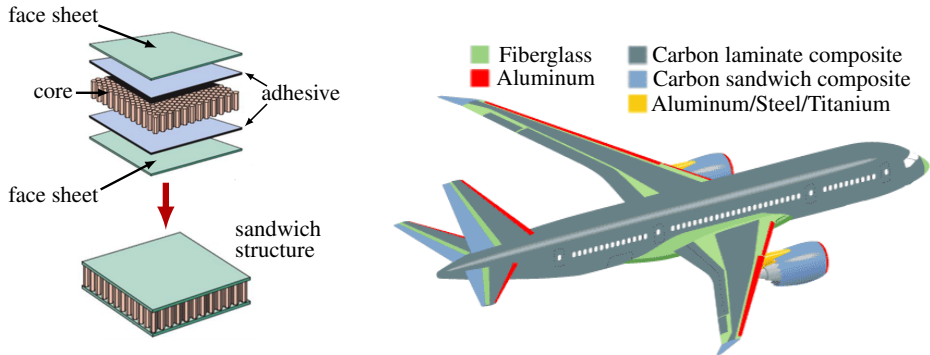 face sheet
core
adhesive
face sheet
sandwich
structure
Fiberglass
Aluminum
Carbon laminate composite
Carbon sandwich composite
Aluminum/Steel/Titanium